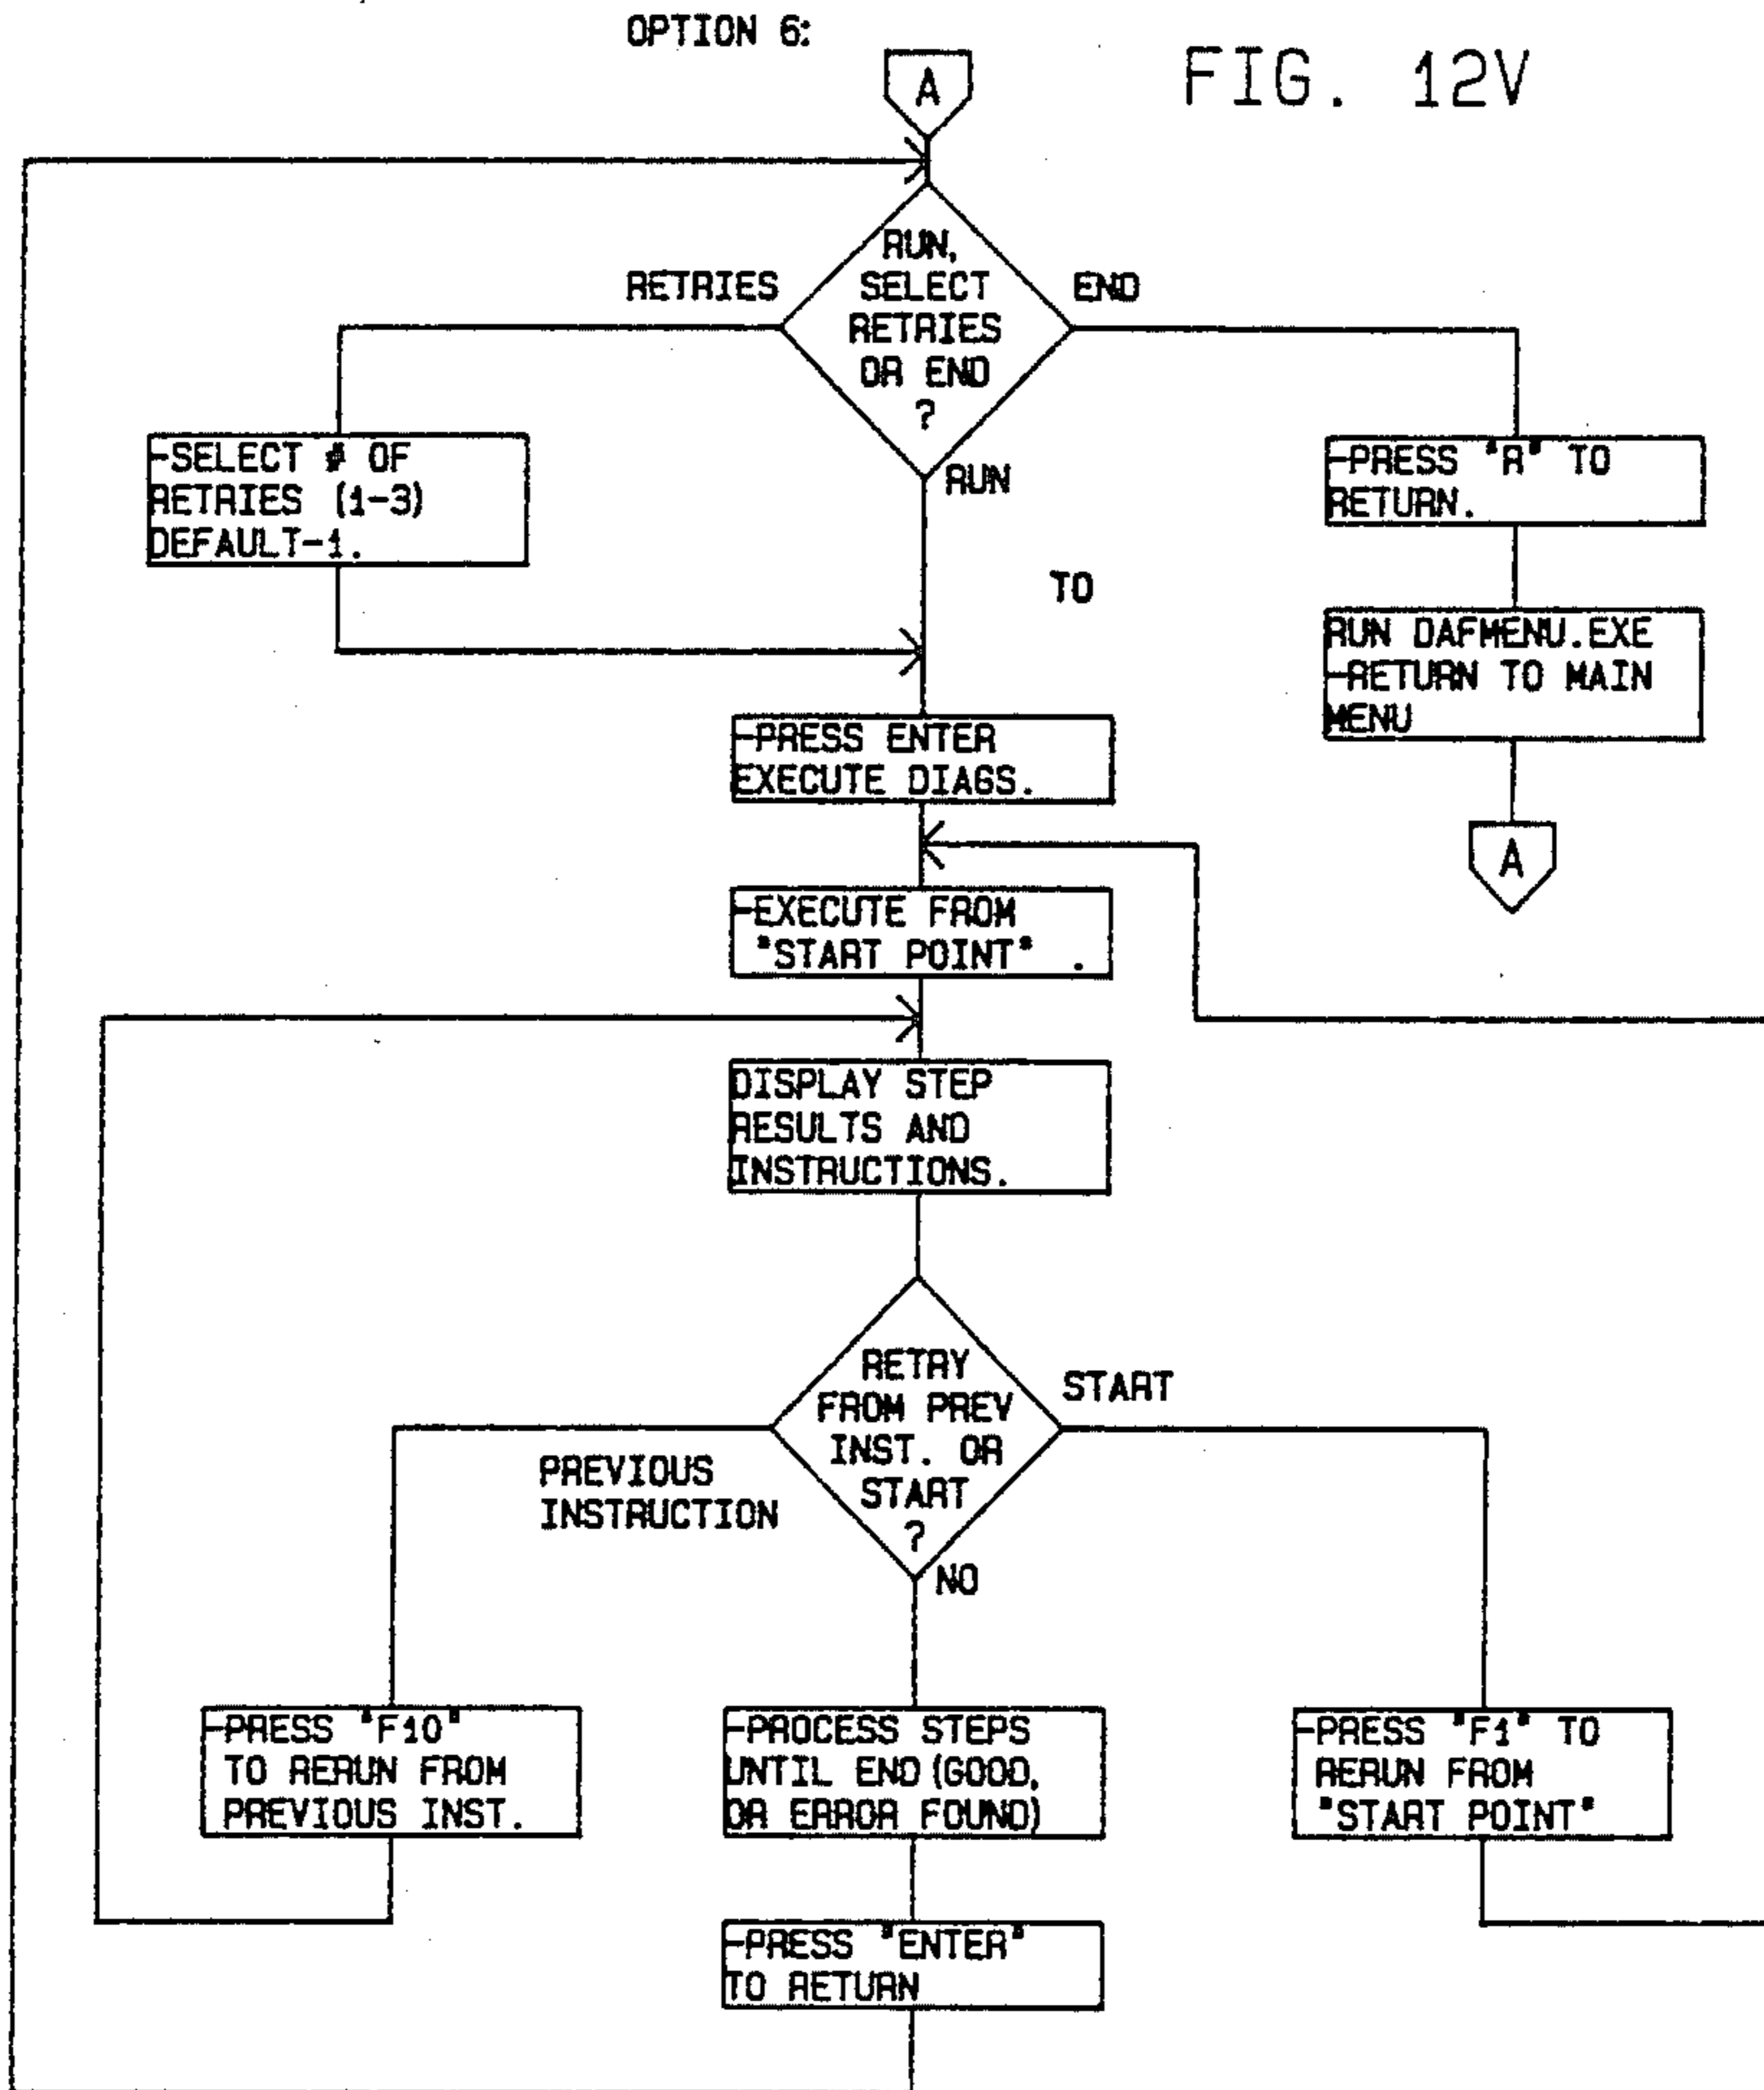 OPTION 6:
FIG. 12V
A
RUN,
SELECT
RETRIES
OR END
?
RETRIES
END
RUN
-SELECT # OF
RETRIES (1-3)
DEFAULT-1.
-PRESS "R" TO
RETURN.
TO
RUN DAFMENU.EXE
-RETURN TO MAIN
MENU
A
-PRESS ENTER
EXECUTE DIAGS.
-EXECUTE FROM
"START POINT" .
DISPLAY STEP
RESULTS AND
INSTRUCTIONS.
RETRY
FROM PREV
INST. OR
START
?
START
PREVIOUS
INSTRUCTION
NO
-PRESS "F10"
TO RERUN FROM
PREVIOUS INST.
-PROCESS STEPS
UNTIL END (GOOD,
OR ERROR FOUND)
-PRESS "F1" TO
RERUN FROM
"START POINT"
-PRESS "ENTER"
TO RETURN